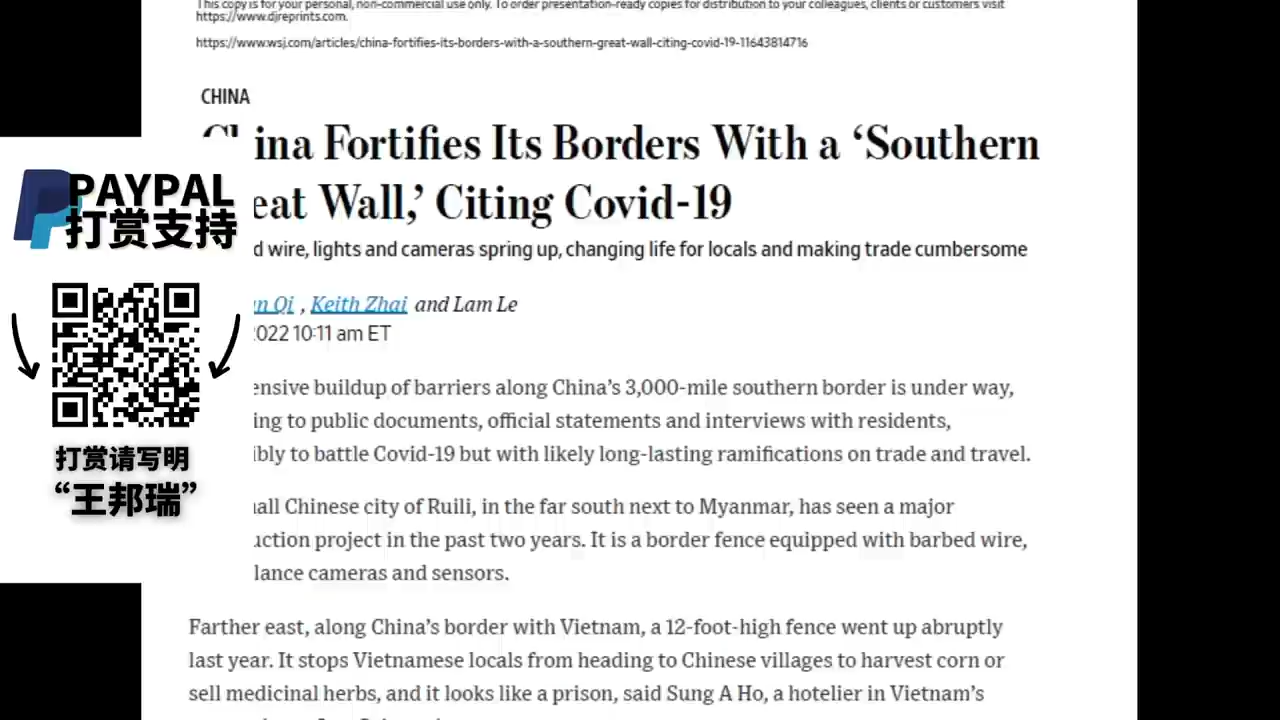 This copy is for your personal, non-commercial use only. To order presentation-ready copies for distribution to your colleagues, clients or customers visit
https://www.djreprints.com.
https://www.wsj.com/articles/china-fortifies-its-borders-with-a-southern-great-wall-citing-covid-19-11643814716
CHINA
China Fortifies Its Borders With a ‘Southern
eat Wall,’ Citing Covid-19
d wire, lights and cameras spring up, changing life for locals and making trade cumbersome
n Qi , Keith Zhai and Lam Le
2022 10:11 am ET
ensive buildup of barriers along China’s 3,000-mile southern border is under way,
ing to public documents, official statements and interviews with residents,
ibly to battle Covid-19 but with likely long-lasting ramifications on trade and travel.
all Chinese city of Ruili, in the far south next to Myanmar, has seen a major
uction project in the past two years. It is a border fence equipped with barbed wire,
lance cameras and sensors.
Farther east, along China’s border with Vietnam, a 12-foot-high fence went up abruptly
last year. It stops Vietnamese locals from heading to Chinese villages to harvest corn or
sell medicinal herbs, and it looks like a prison, said Sung A Ho, a hotelier in Vietnam’s
PAYPAL
打赏支持
打赏请写明
“王邦瑞”